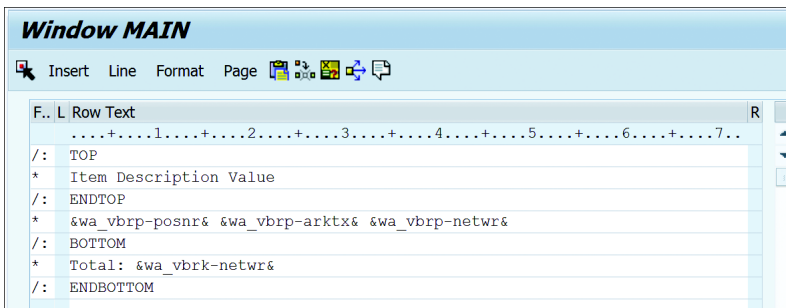 Window MAIN
Insert Line Format Page
F.. L Row Text R
....+....1....+....2....+....3....+....4....+....5....+....6....+....7..
/: TOP
* Item Description Value
/: ENDTOP
* &wa_vbrp-posnr& &wa_vbrp-arktx& &wa_vbrp-netwr&
/: BOTTOM
* Total: &wa_vbrk-netwr&
/: ENDBOTTOM